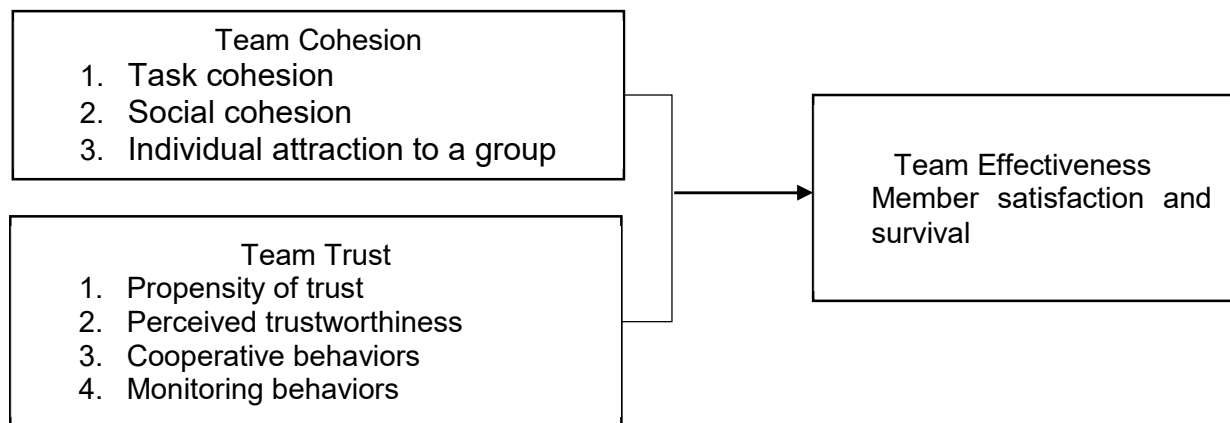 Team Cohesion
1. Task cohesion
2. Social cohesion
3. Individual attraction to a group
Team Trust
1. Propensity of trust
2. Perceived trustworthiness
3. Cooperative behaviors
4. Monitoring behaviors
Team Effectiveness
Member satisfaction and
survival